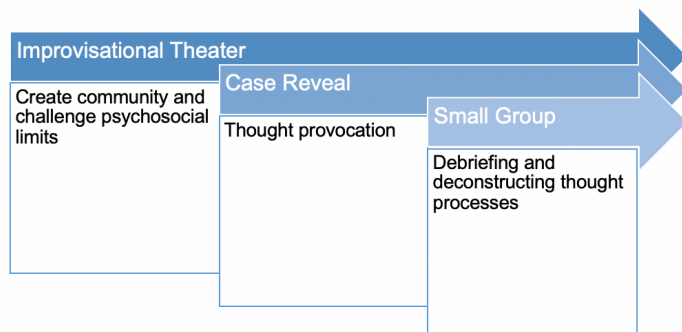 Improvisational Theater
Create community and
challenge psychosocial
limits
Case Reveal
Thought provocation
Small Group
Debriefing and
deconstructing thought
processes